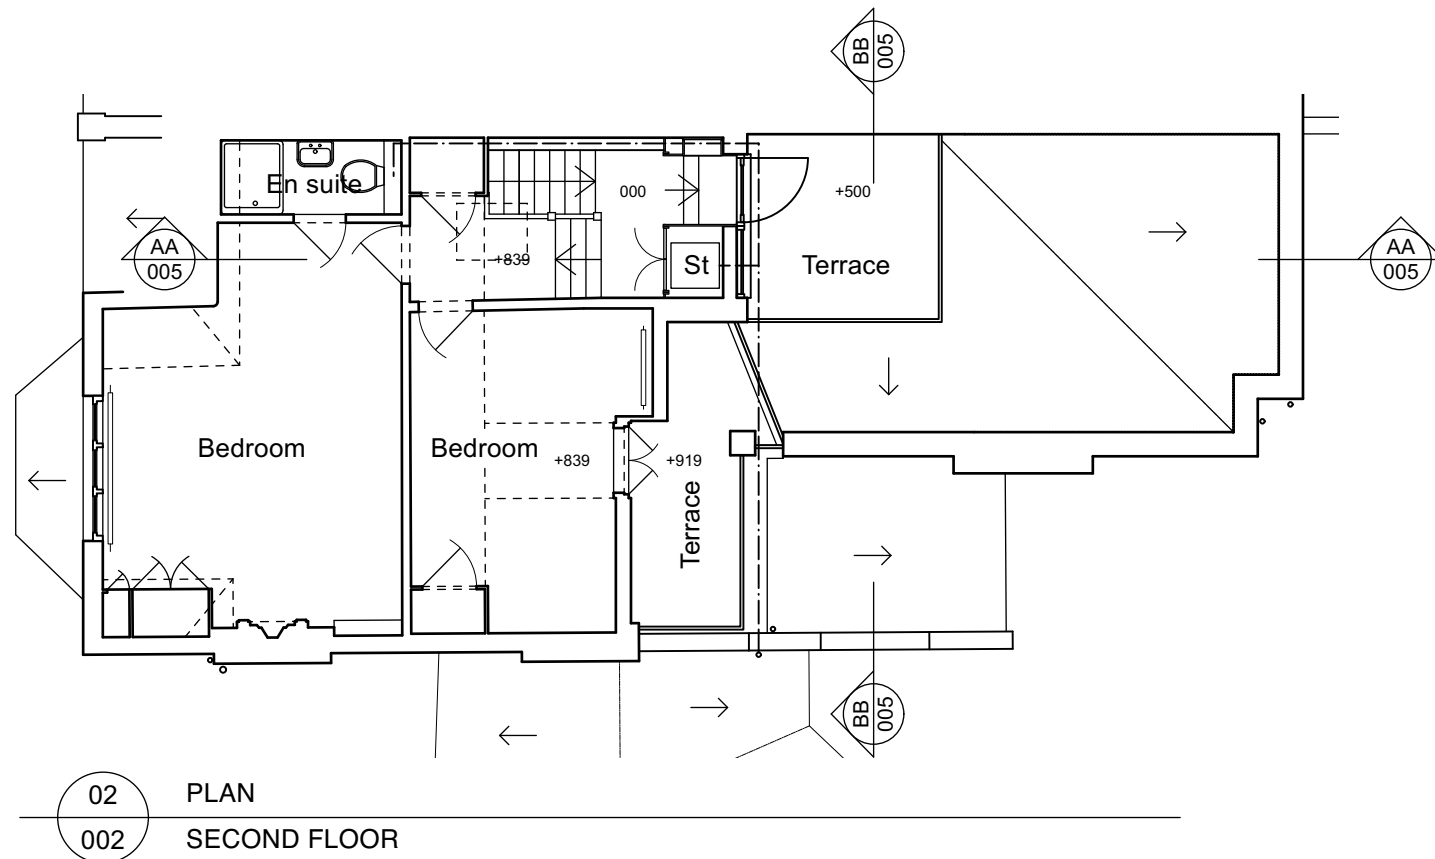 BB
005
En suite
000
+500
AA
005
+839
St
Terrace
AA
005
Bedroom
Bedroom
+839
+919
Terrace
BB
005
02
PLAN
002
SECOND FLOOR